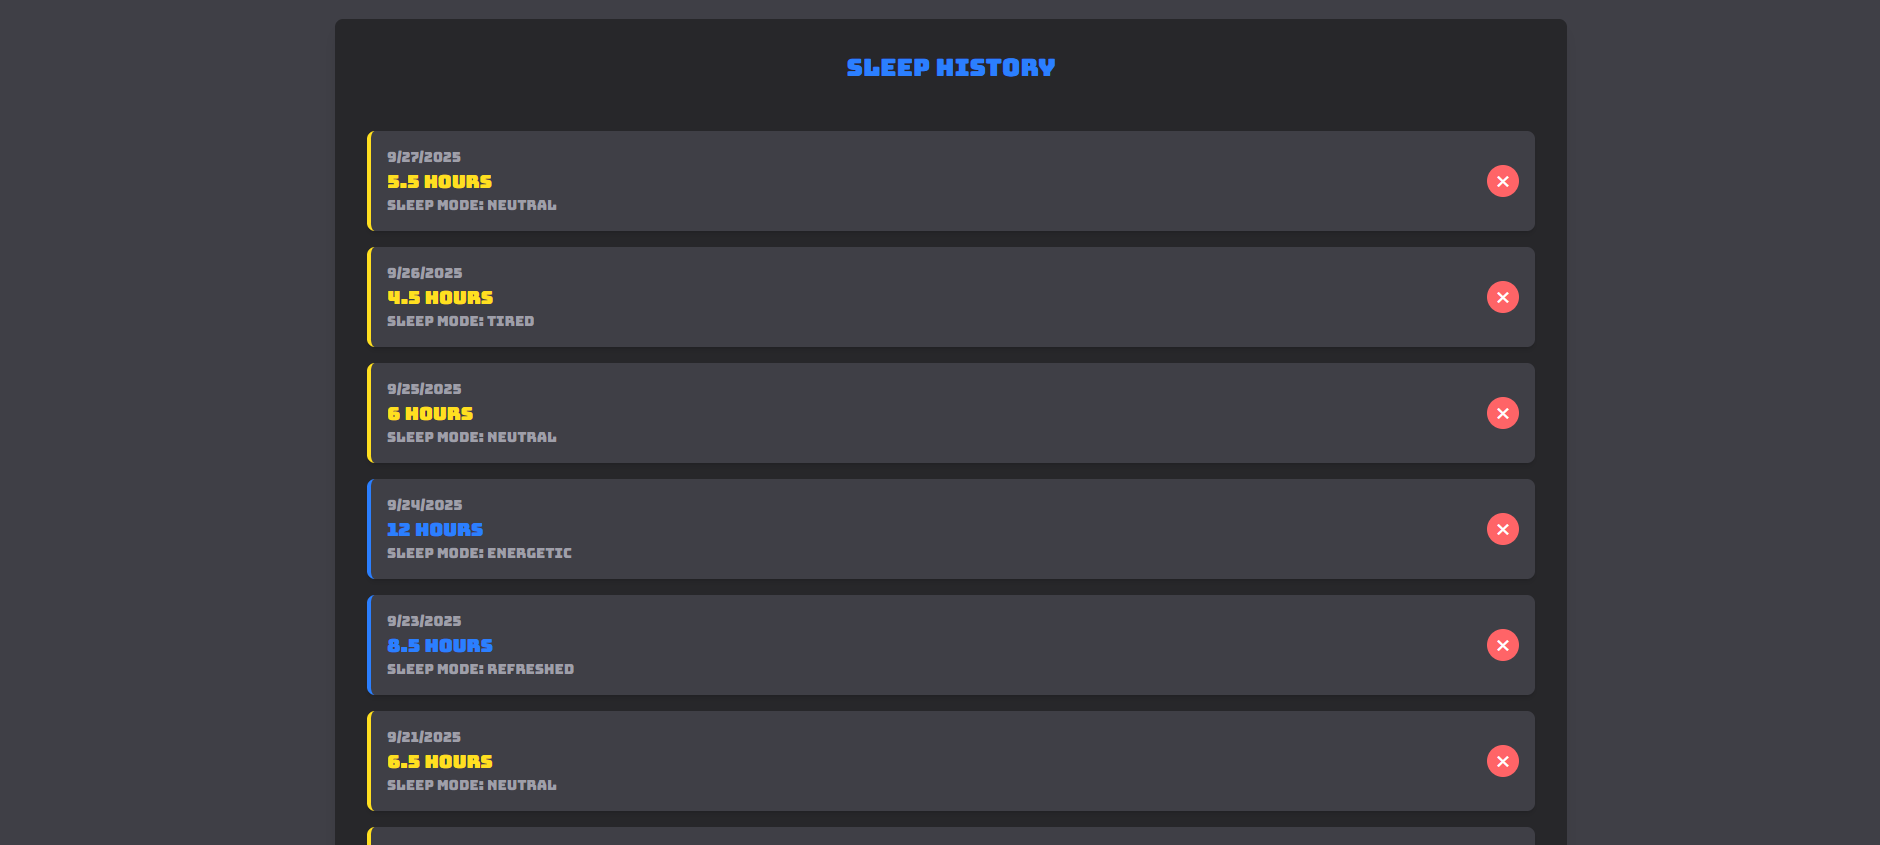 SLEEP HISTORY
9/27/2025
5.5 HOURS
SLEEP MODE: NEUTRAL
9/26/2025
4.5 HOURS
SLEEP MODE: TIRED
9/25/2025
6 HOURS
SLEEP MODE: NEUTRAL
9/24/2025
12 HOURS
SLEEP MODE: ENERGETIC
9/23/2025
8.5 HOURS
SLEEP MODE: REFRESHED
9/21/2025
6.5 HOURS
SLEEP MODE: NEUTRAL